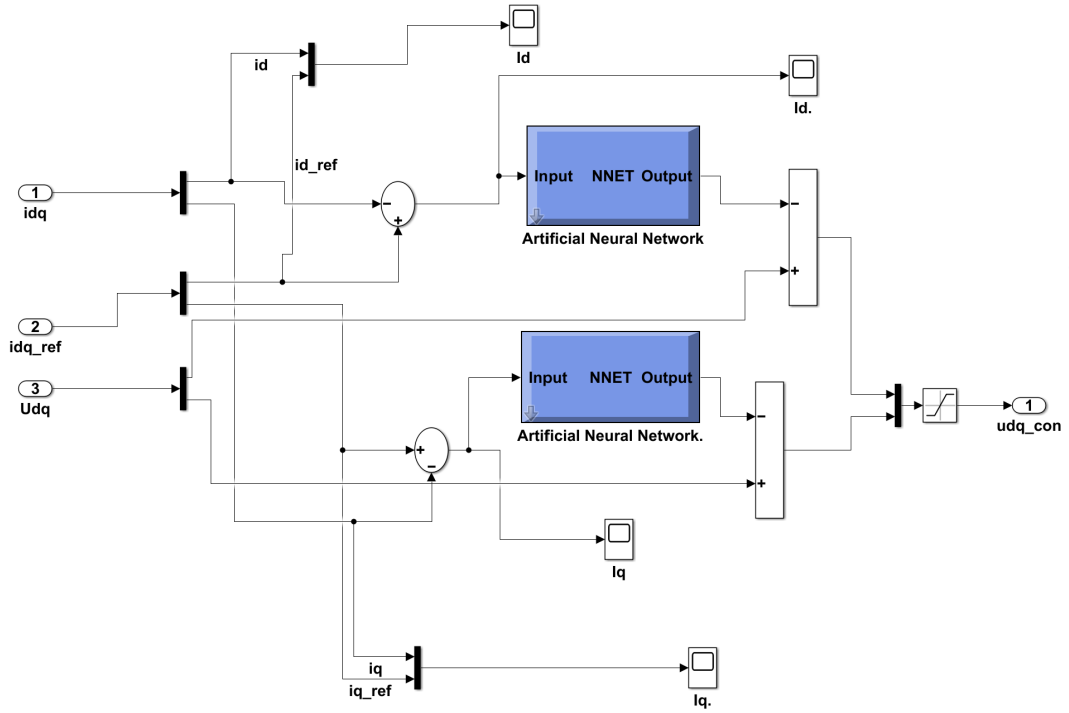 Id
id
Id.
id_ref
Input NNET Output
Artificial Neural Network
1
idq
−
+
−
+
2
idq_ref
3
Udq
Input NNET Output
Artificial Neural Network.
+
−
−
+
1
udq_con
Iq
iq
iq_ref
Iq.